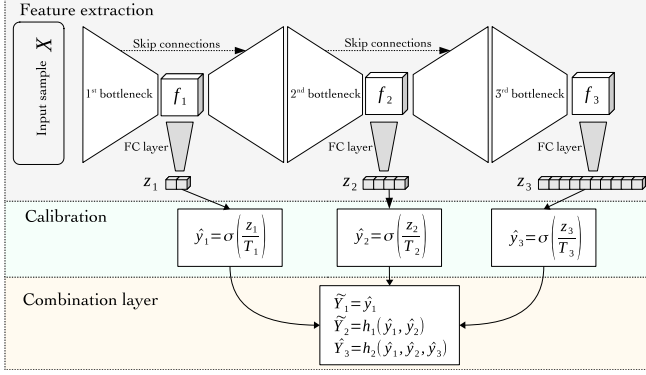 Feature extraction
Input sample X
Skip connections
Skip connections
1st bottleneck
f1
2nd bottleneck
f2
3rd bottleneck
f3
FC layer
FC layer
FC layer
z1
z2
z3
Calibration
ŷ1=σ(z1/T1)
ŷ2=σ(z2/T2)
ŷ3=σ(z3/T3)
Combination layer
Ỹ1=ŷ1
Ỹ2=h1(ŷ1,ŷ2)
Ŷ3=h2(ŷ1,ŷ2,ŷ3)